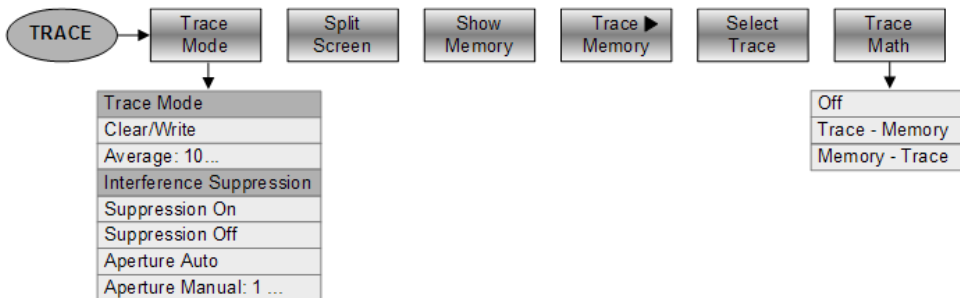 TRACE
Trace
Mode
Split
Screen
Show
Memory
Trace ▶
Memory
Select
Trace
Trace
Math
Trace Mode
Clear/Write
Average: 10...
Interference Suppression
Suppression On
Suppression Off
Aperture Auto
Aperture Manual: 1 ...
Off
Trace - Memory
Memory - Trace